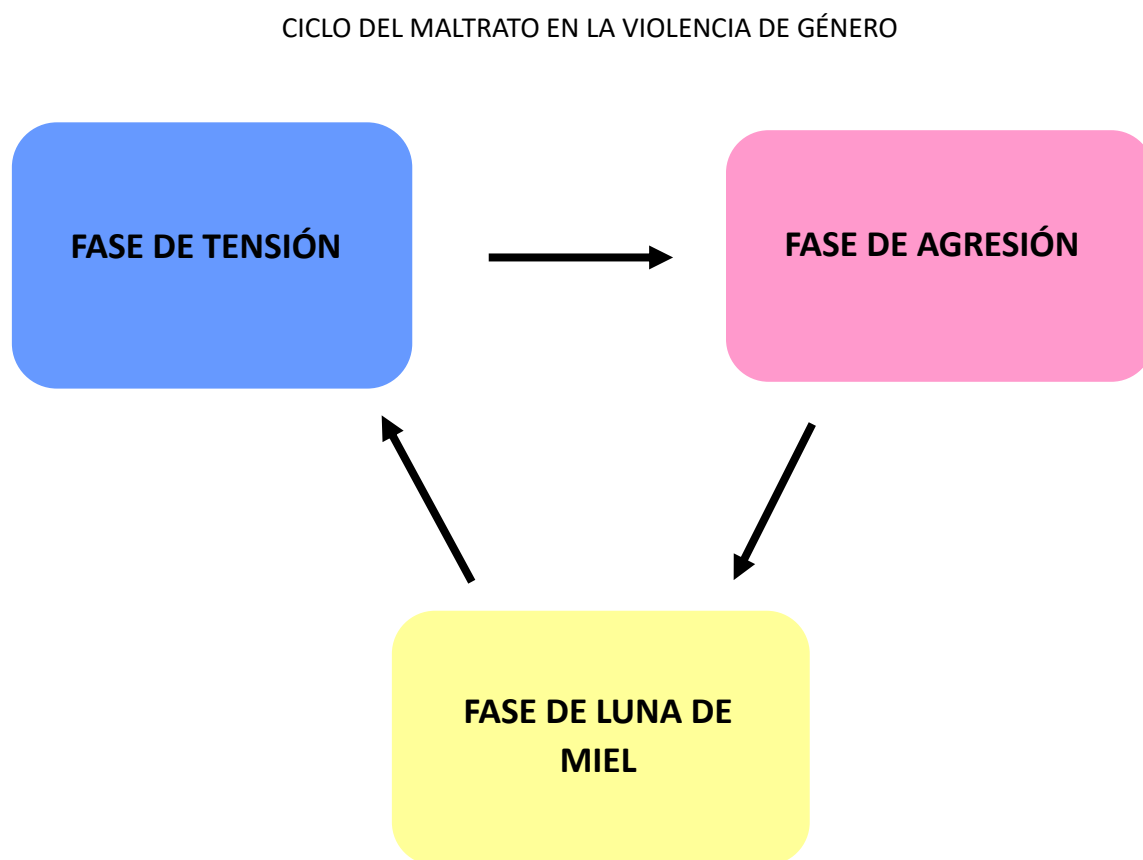 CICLO DEL MALTRATO EN LA VIOLENCIA DE GÉNERO
FASE DE TENSIÓN
FASE DE AGRESIÓN
FASE DE LUNA DE
MIEL